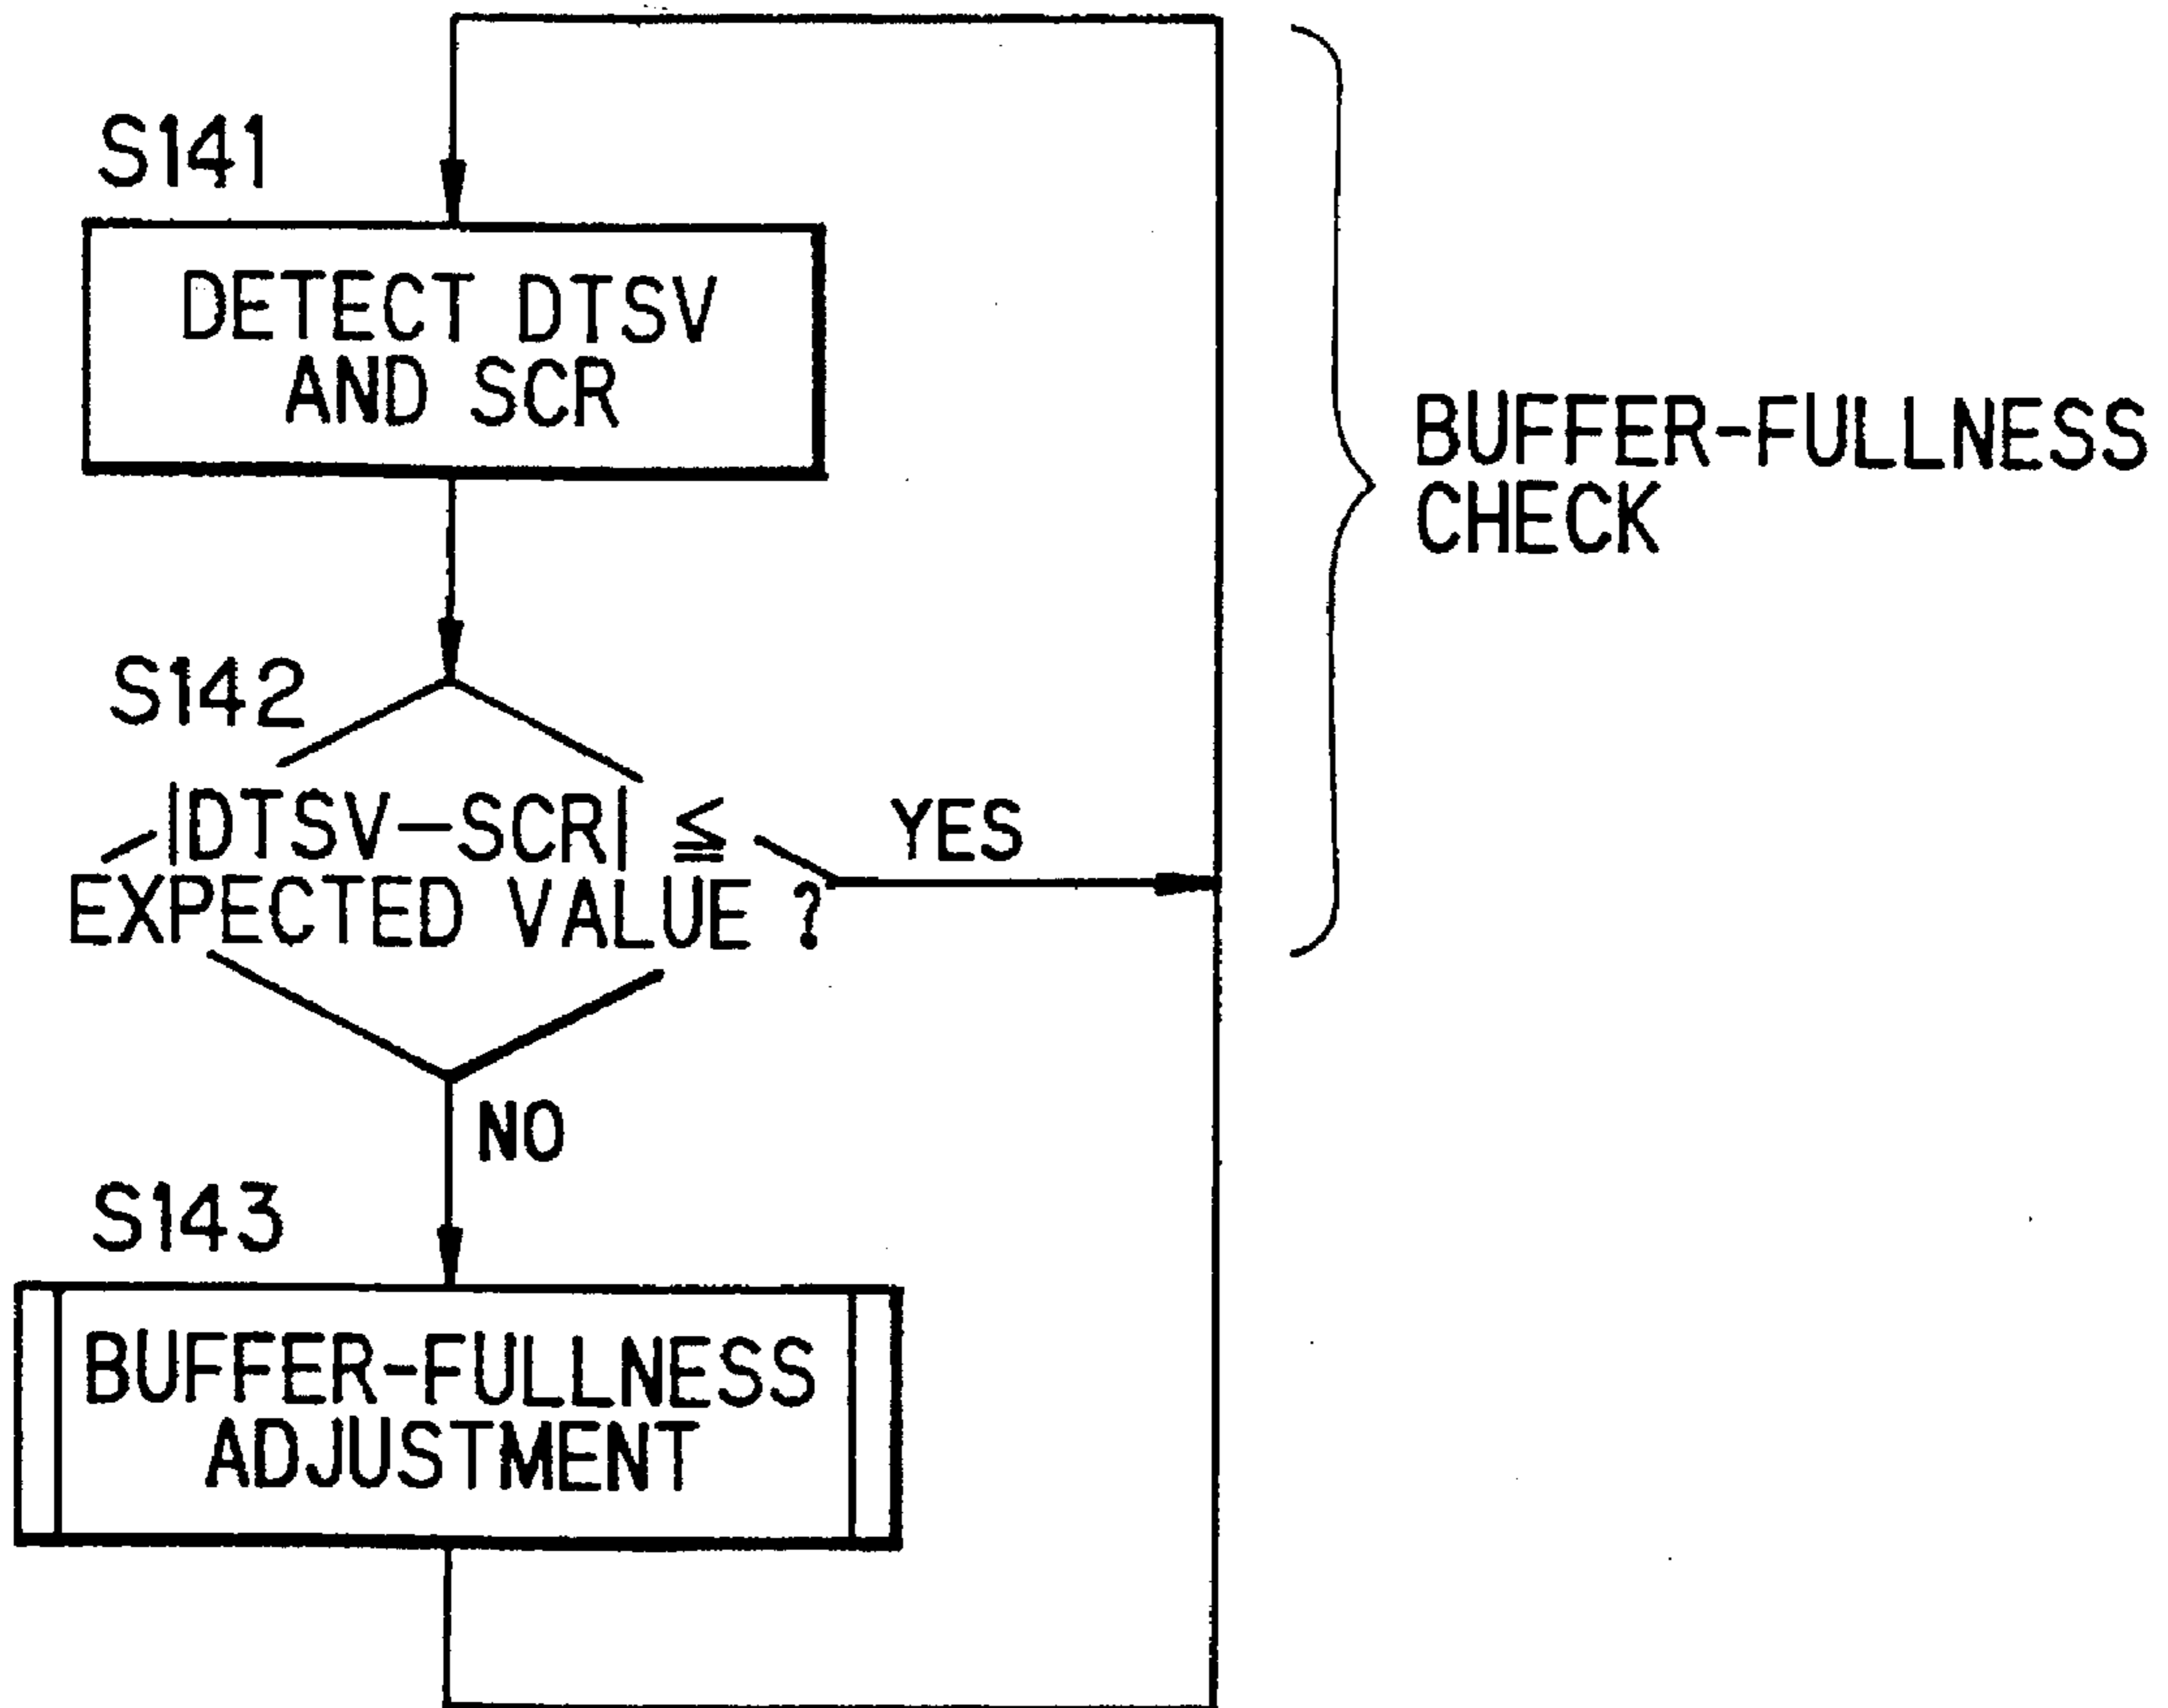 S141
DETECT DTSV
AND SCR
BUFFER-FULLNESS
CHECK
S142
|DTSV-SCR| ≦
EXPECTED VALUE ?
YES
NO
S143
BUFFER-FULLNESS
ADJUSTMENT